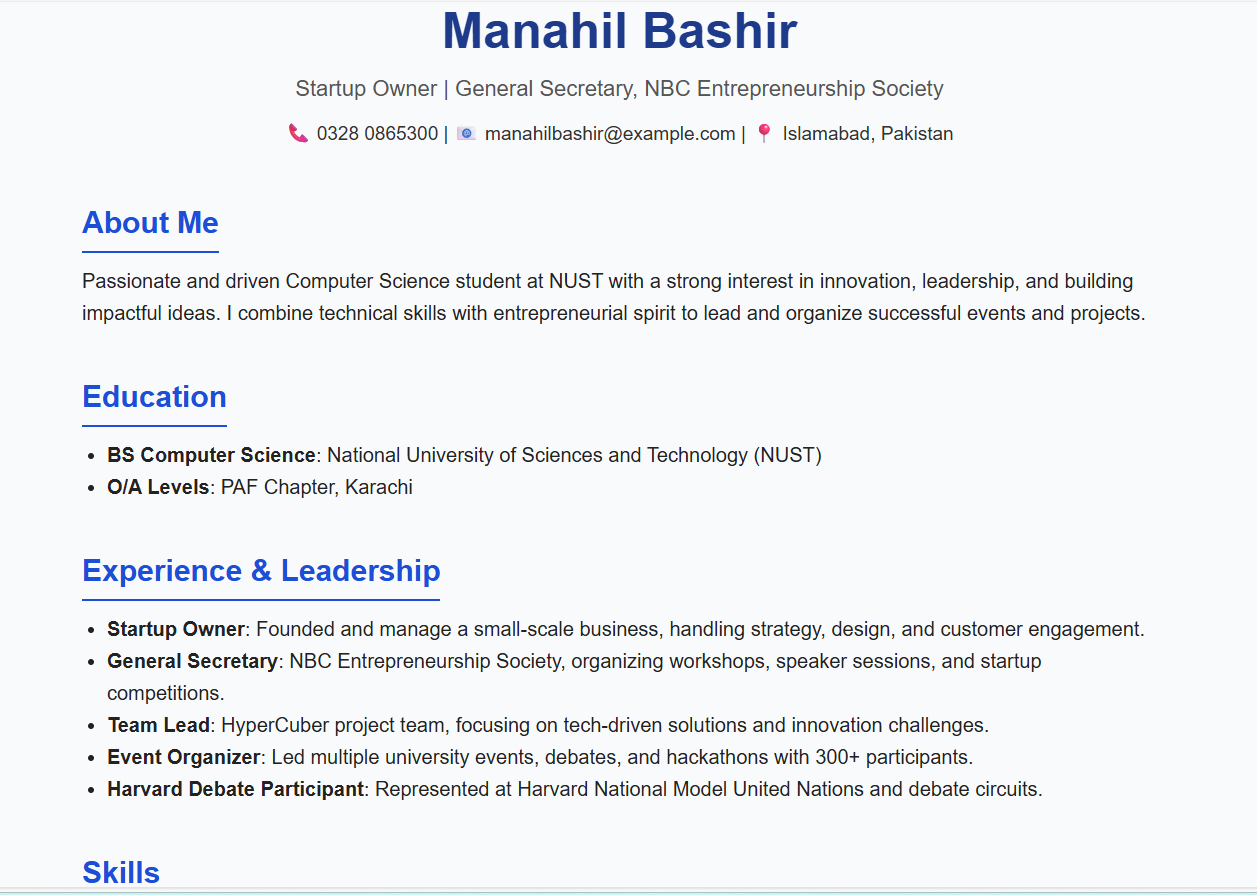 Manahil Bashir
Startup Owner | General Secretary, NBC Entrepreneurship Society
📞 0328 0865300 | 📧 manahilbashir@example.com | 📍 Islamabad, Pakistan
About Me
Passionate and driven Computer Science student at NUST with a strong interest in innovation, leadership, and building
impactful ideas. I combine technical skills with entrepreneurial spirit to lead and organize successful events and projects.
Education
• BS Computer Science: National University of Sciences and Technology (NUST)
• O/A Levels: PAF Chapter, Karachi
Experience & Leadership
• Startup Owner: Founded and manage a small-scale business, handling strategy, design, and customer engagement.
• General Secretary: NBC Entrepreneurship Society, organizing workshops, speaker sessions, and startup
competitions.
• Team Lead: HyperCuber project team, focusing on tech-driven solutions and innovation challenges.
• Event Organizer: Led multiple university events, debates, and hackathons with 300+ participants.
• Harvard Debate Participant: Represented at Harvard National Model United Nations and debate circuits.
Skills